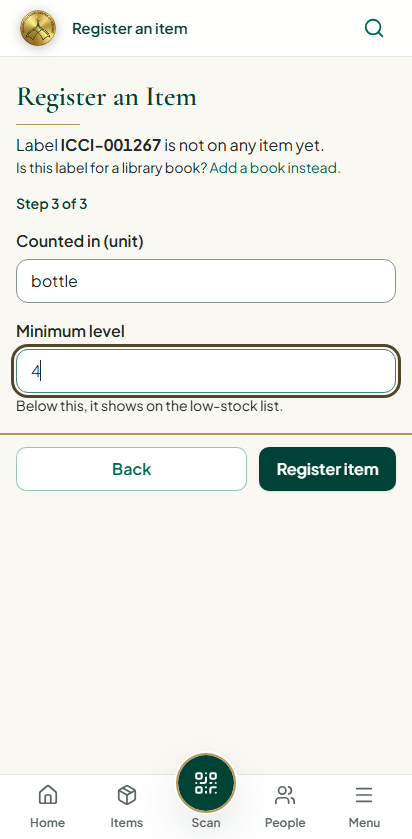 Register an item
Register an Item
Label ICCI-001267 is not on any item yet.
Is this label for a library book? Add a book instead.
Step 3 of 3
Counted in (unit)
bottle
Minimum level
4
Below this, it shows on the low-stock list.
Back
Register item
Home
Items
Scan
People
Menu